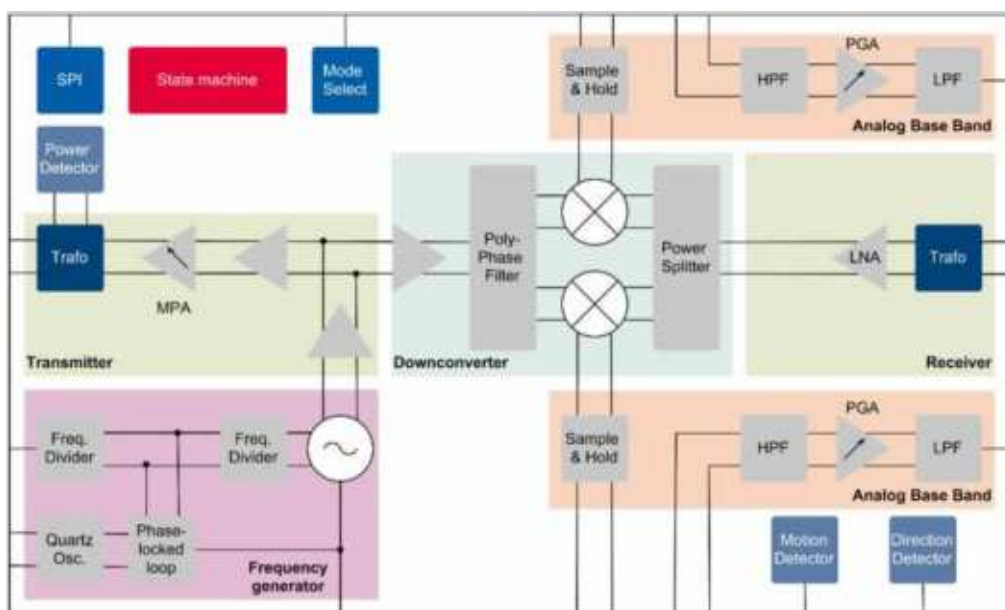 SPI
State machine
Mode
Select
Power
Detector
Sample
& Hold
PGA
HPF
LPF
Analog Base Band
Trafo
MPA
Transmitter
Poly-
Phase
Filter
Power
Splitter
Downconverter
LNA
Trafo
Receiver
Freq.
Divider
Freq.
Divider
Quartz
Osc.
Phase-
locked
loop
Frequency
generator
Sample
& Hold
PGA
HPF
LPF
Analog Base Band
Motion
Detector
Direction
Detector